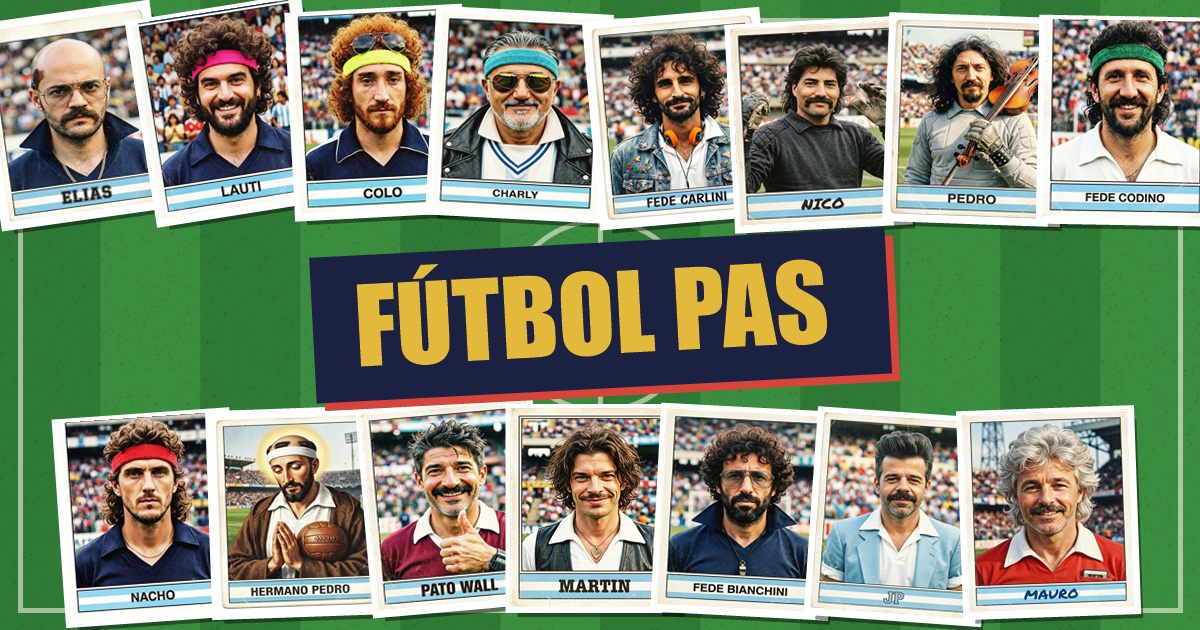 ELIAS
LAUTI
COLO
CHARLY
FEDE CARLINI
NICO
PEDRO
FEDE CODINO
FÚTBOL PAS
NACHO
HERMANO PEDRO
PATO WALL
MARTIN
FEDE BIANCHINI
JP
MAURO